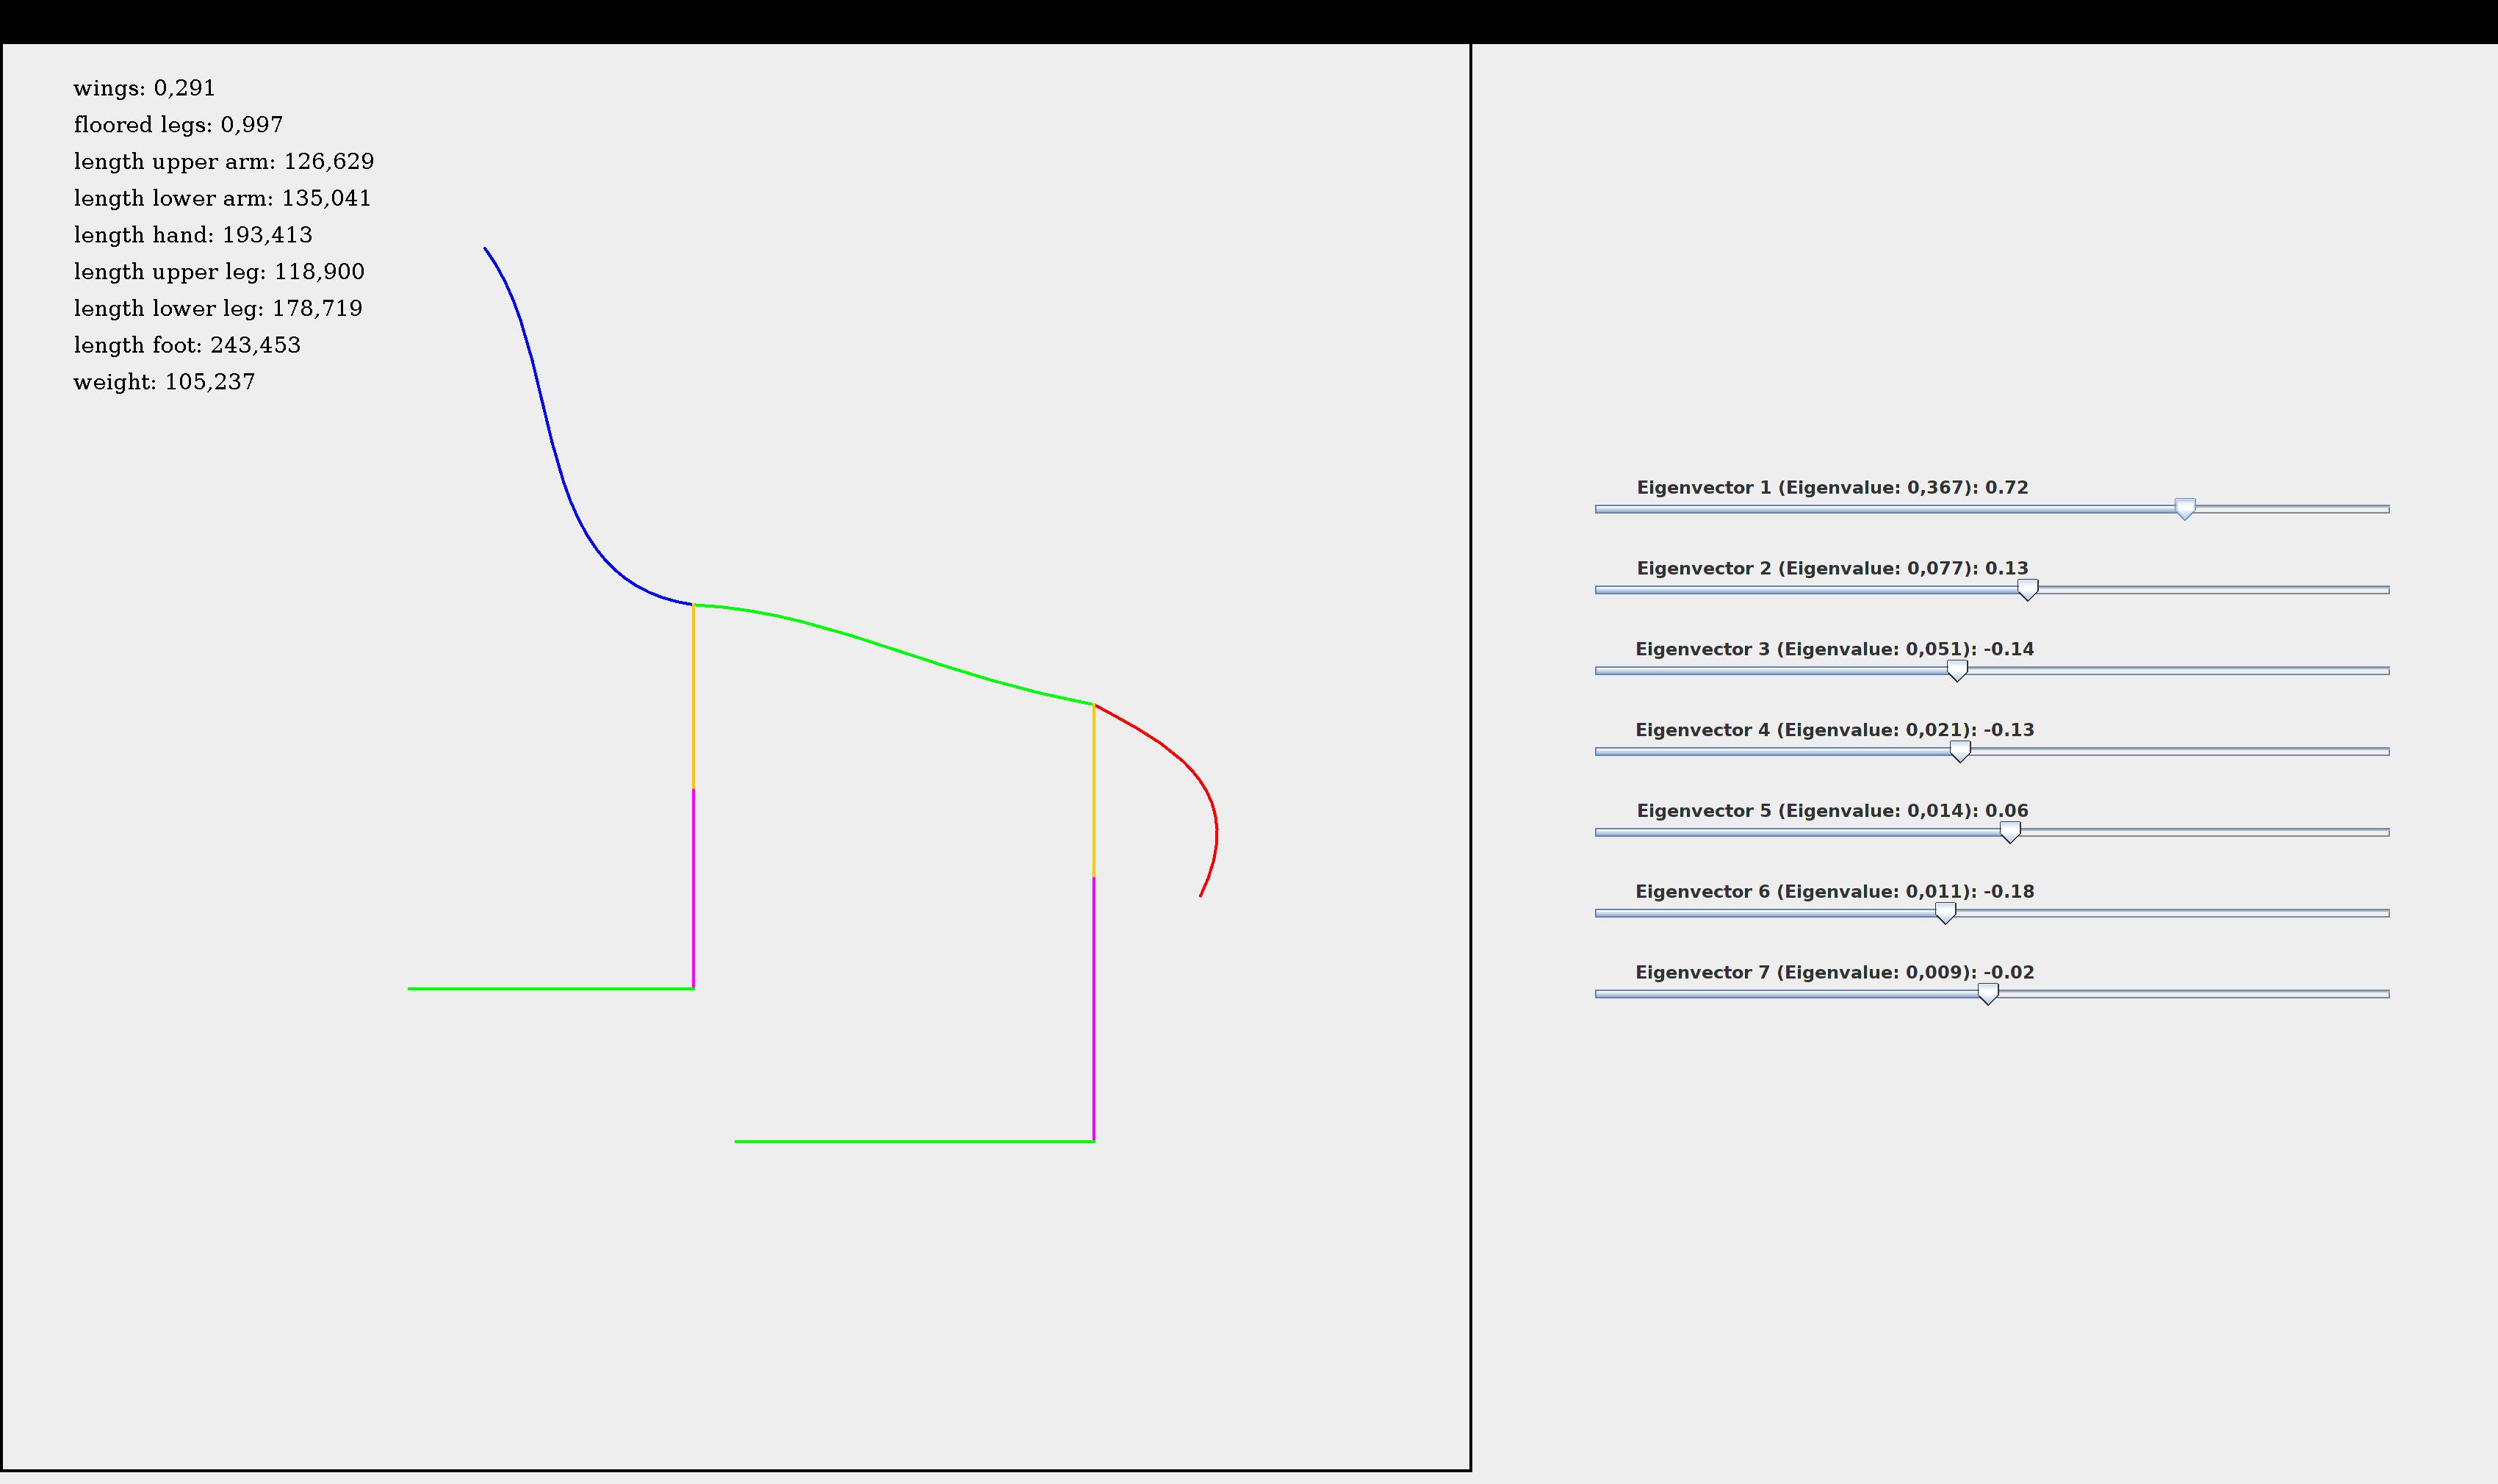 wings: 0,291
floored legs: 0,997
length upper arm: 126,629
length lower arm: 135,041
length hand: 193,413
length upper leg: 118,900
length lower leg: 178,719
length foot: 243,453
weight: 105,237
Eigenvector 1 (Eigenvalue: 0,367): 0.72
Eigenvector 2 (Eigenvalue: 0,077): 0.13
Eigenvector 3 (Eigenvalue: 0,051): -0.14
Eigenvector 4 (Eigenvalue: 0,021): -0.13
Eigenvector 5 (Eigenvalue: 0,014): 0.06
Eigenvector 6 (Eigenvalue: 0,011): -0.18
Eigenvector 7 (Eigenvalue: 0,009): -0.02